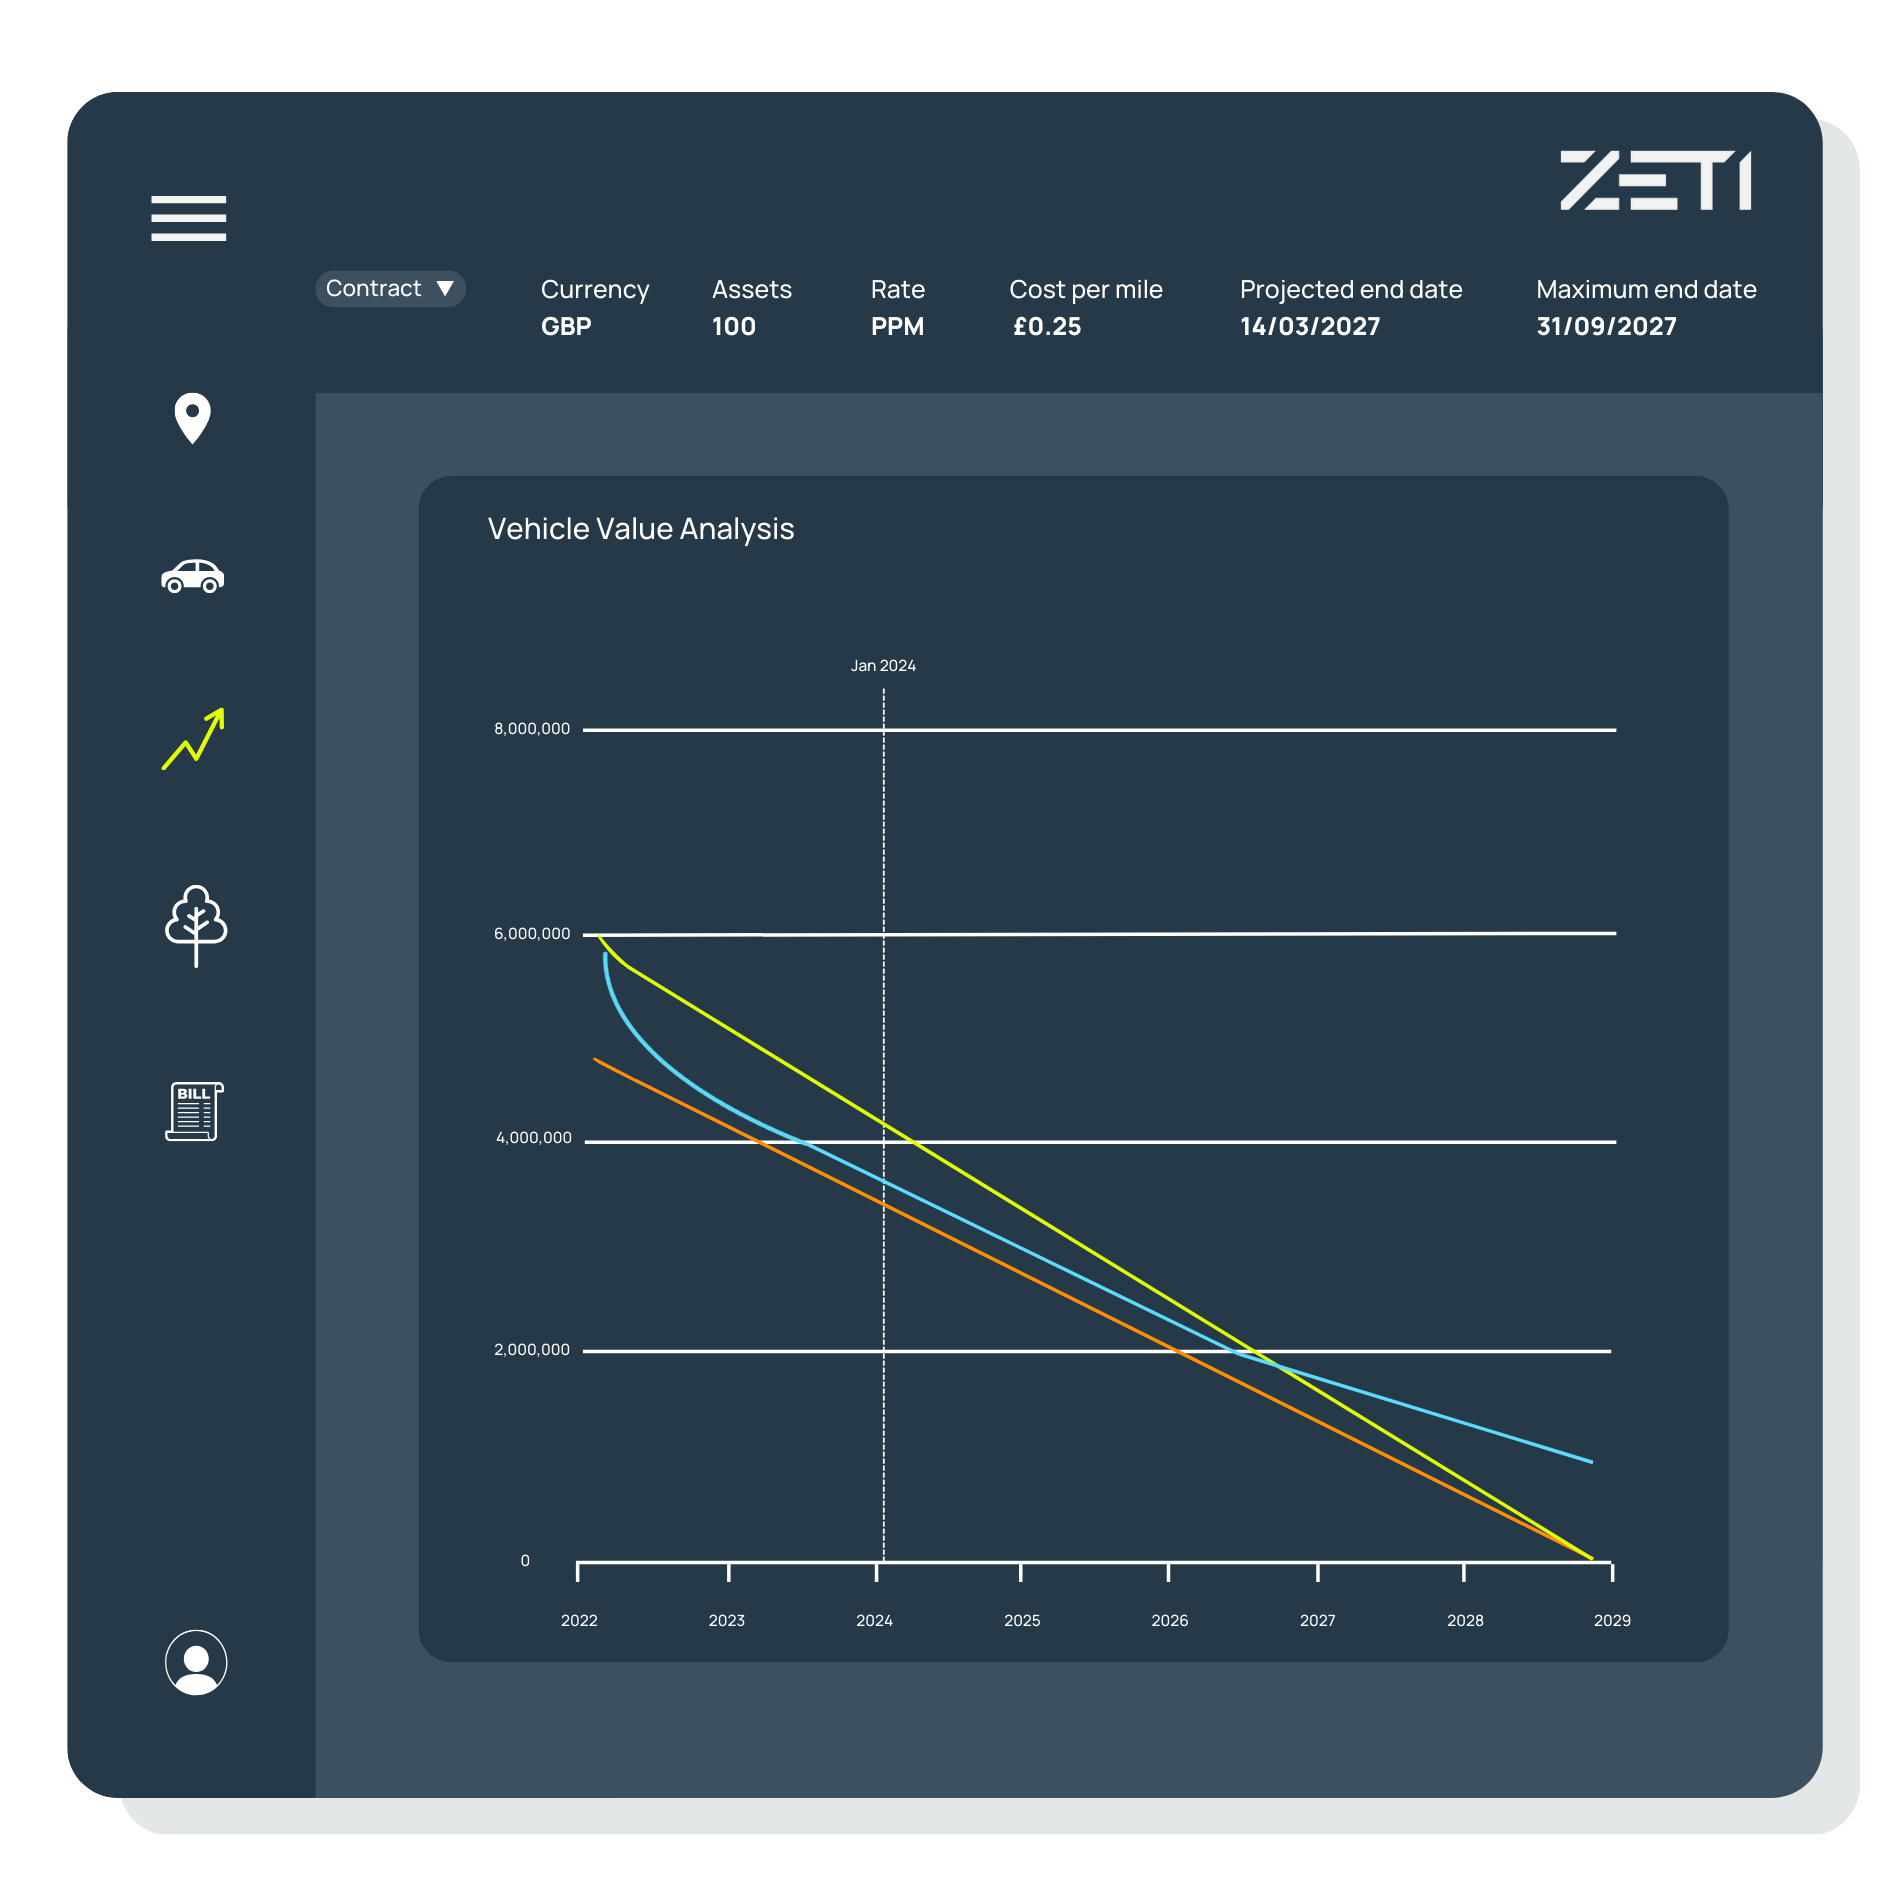 ZETI
Contract ▼
Currency Assets Rate Cost per mile Projected end date Maximum end date
GBP 100 PPM £0.25 14/03/2027 31/09/2027
Vehicle Value Analysis
Jan 2024
8,000,000
6,000,000
4,000,000
BILL
2,000,000
0
2022 2023 2024 2025 2026 2027 2028 2029